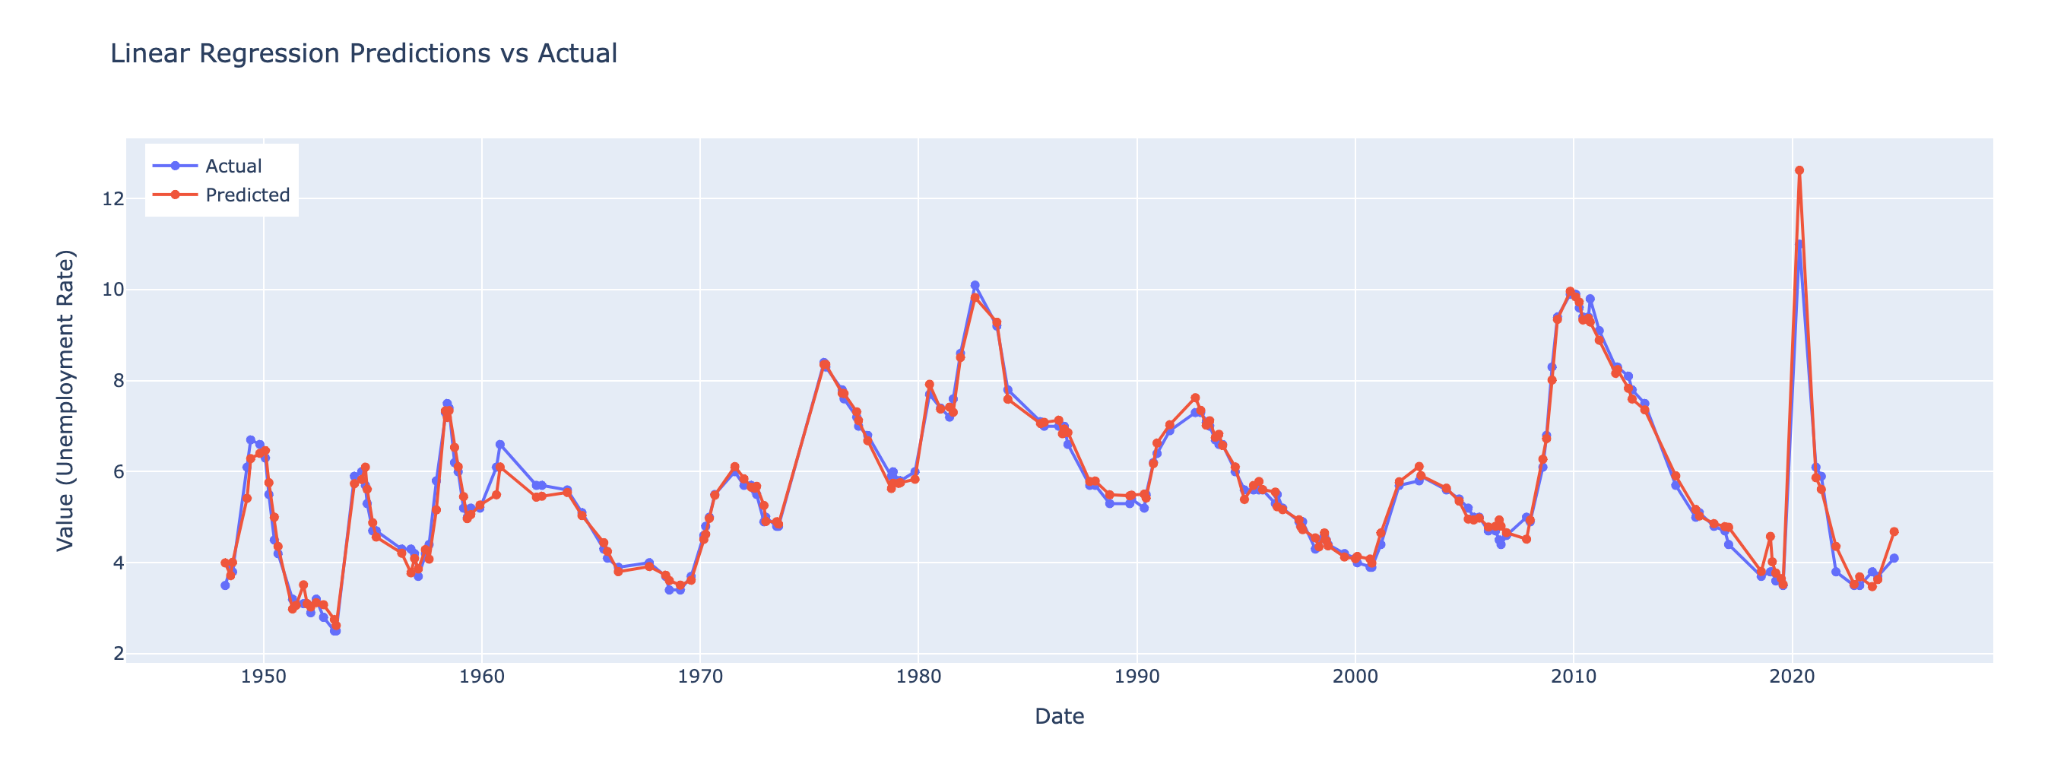 Linear Regression Predictions vs Actual
Actual
Predicted
Value (Unemployment Rate)
12
10
8
6
4
2
1950 1960 1970 1980 1990 2000 2010 2020
Date